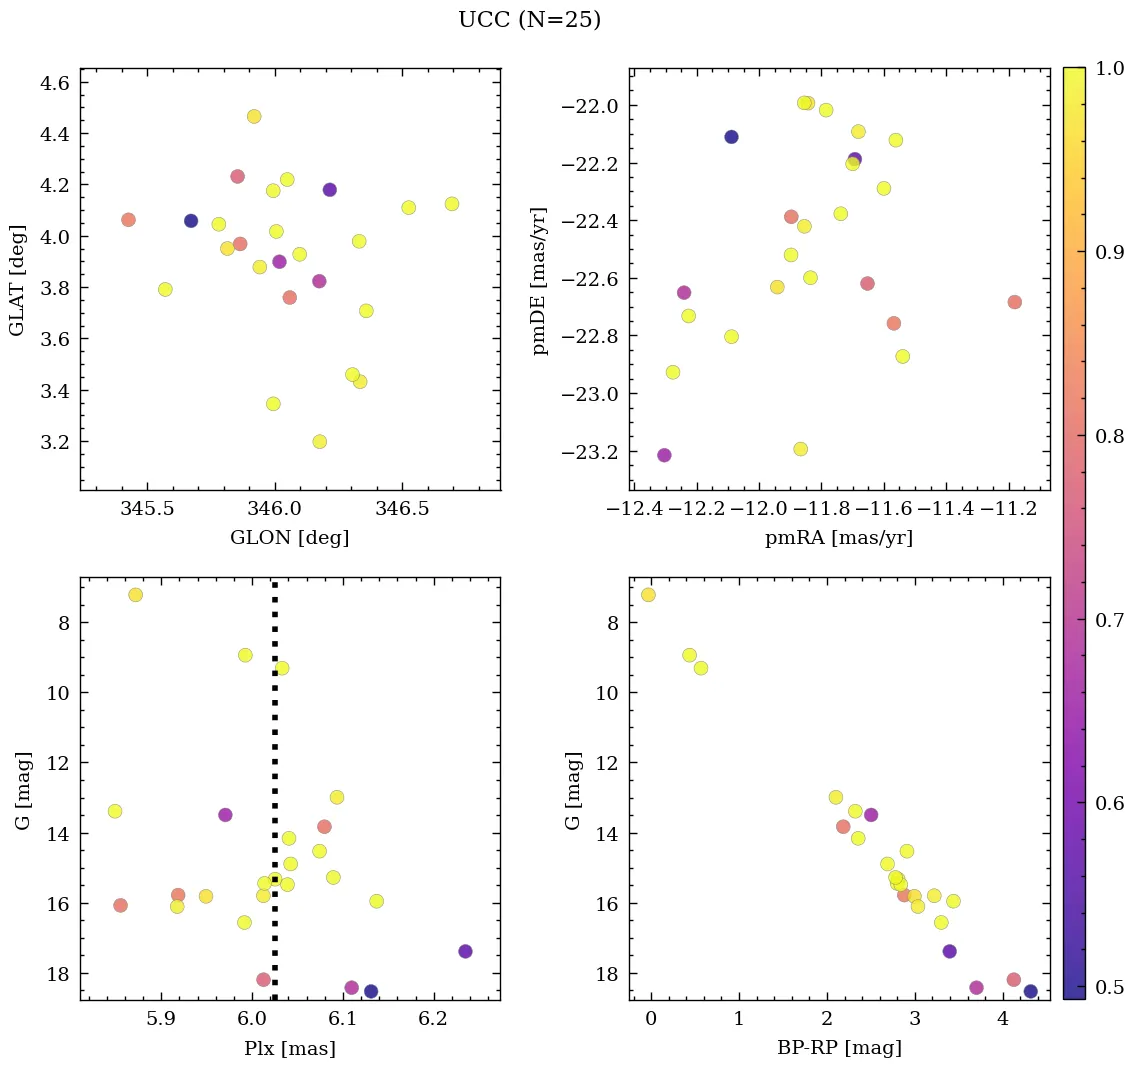 UCC (N=25)
4.6
4.4
4.2
4.0
3.8
3.6
3.4
3.2
GLAT [deg]
345.5 346.0 346.5
GLON [deg]
−22.0
−22.2
−22.4
−22.6
−22.8
−23.0
−23.2
pmDE [mas/yr]
−12.4 −12.2 −12.0 −11.8 −11.6 −11.4 −11.2
pmRA [mas/yr]
1.0
0.9
0.8
0.7
0.6
0.5
8
10
12
14
16
18
G [mag]
5.9 6.0 6.1 6.2
Plx [mas]
8
10
12
14
16
18
G [mag]
0 1 2 3 4
BP-RP [mag]